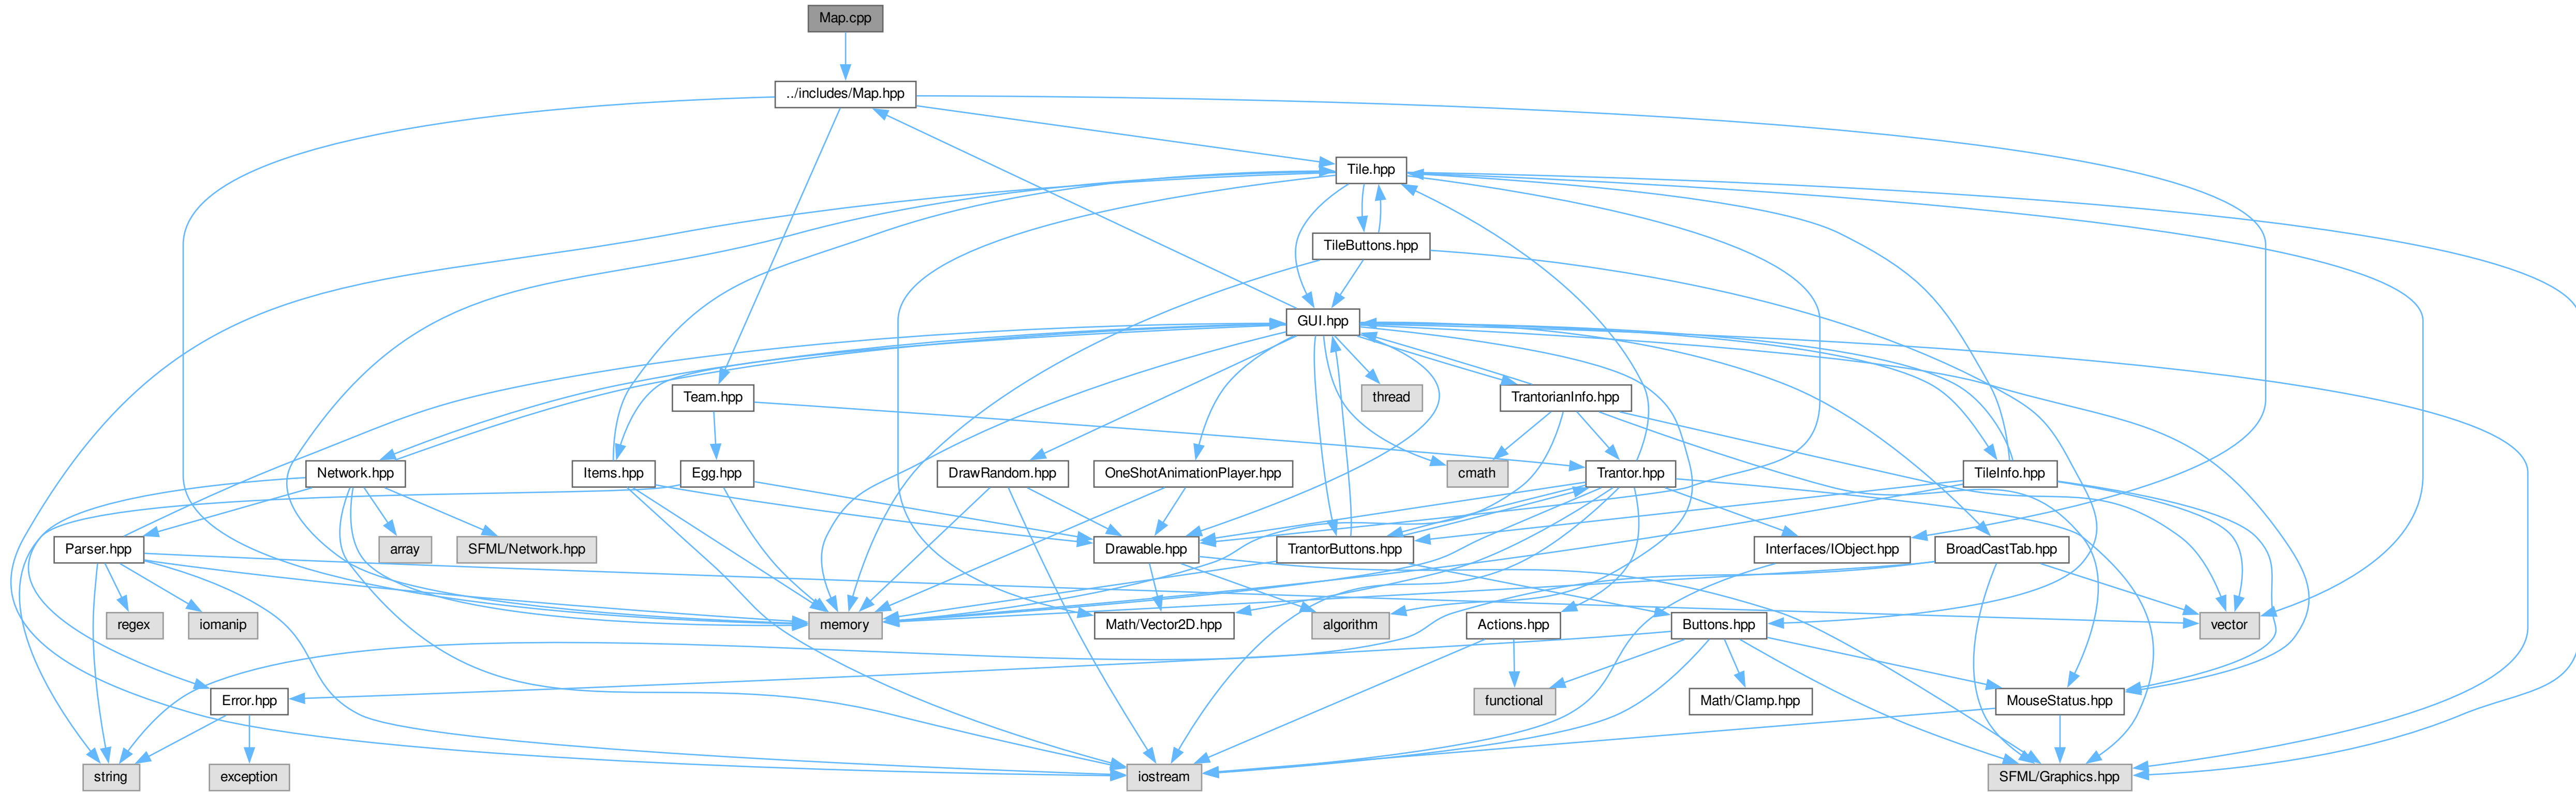 Map.cpp
../includes/Map.hpp
Tile.hpp
TileButtons.hpp
GUI.hpp
Team.hpp
thread
TrantorianInfo.hpp
Network.hpp
Items.hpp
Egg.hpp
DrawRandom.hpp
OneShotAnimationPlayer.hpp
cmath
Trantor.hpp
TileInfo.hpp
Parser.hpp
array
SFML/Network.hpp
Drawable.hpp
TrantorButtons.hpp
Interfaces/IObject.hpp
BroadCastTab.hpp
regex
iomanip
memory
Math/Vector2D.hpp
algorithm
Actions.hpp
Buttons.hpp
vector
Error.hpp
functional
Math/Clamp.hpp
MouseStatus.hpp
string
exception
iostream
SFML/Graphics.hpp